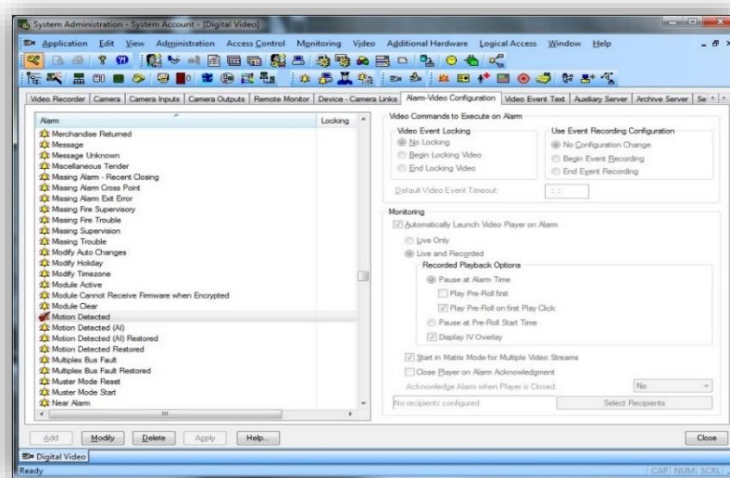 System Administration - System Account - [Digital Video]
Application Edit View Administration Access Control Monitoring Video Additional Hardware Logical Access Window Help
Video Recorder Camera Camera Inputs Camera Outputs Remote Monitor Device - Camera Links Alarm-Video Configuration Video Event Text Auxiliary Server Archive Server Se
Alarm Locking
Merchandise Returned
Message
Message Unknown
Miscellaneous Tender
Missing Alarm - Recent Closing
Missing Alarm Cross Point
Missing Alarm Exit Error
Missing Fire Supervisory
Missing Fire Trouble
Missing Supervision
Missing Trouble
Modify Auto Changes
Modify Holiday
Modify Timezone
Module Active
Module Cannot Receive Firmware when Encrypted
Module Clear
Motion Detected
Motion Detected (AI)
Motion Detected (AI) Restored
Motion Detected Restored
Multiplex Bus Fault
Multiplex Bus Fault Restored
Muster Mode Reset
Muster Mode Start
Near Alarm
Video Commands to Execute on Alarm
Video Event Locking
No Locking
Begin Locking Video
End Locking Video
Use Event Recording Configuration
No Configuration Change
Begin Event Recording
End Event Recording
Default Video Event Timeout: : :
Monitoring
Automatically Launch Video Player on Alarm
Live Only
Live and Recorded
Recorded Playback Options
Pause at Alarm Time
Play Pre-Roll first
Play Pre-Roll on first Play Click
Pause at Pre-Roll Start Time
Display IV Overlay
Start in Matrix Mode for Multiple Video Streams
Close Player on Alarm Acknowledgment
Acknowledge Alarm when Player is Closed: No
No recipients configured Select Recipients
Add Modify Delete Apply Help... Close
Digital Video
Ready CAP NUM SCRL